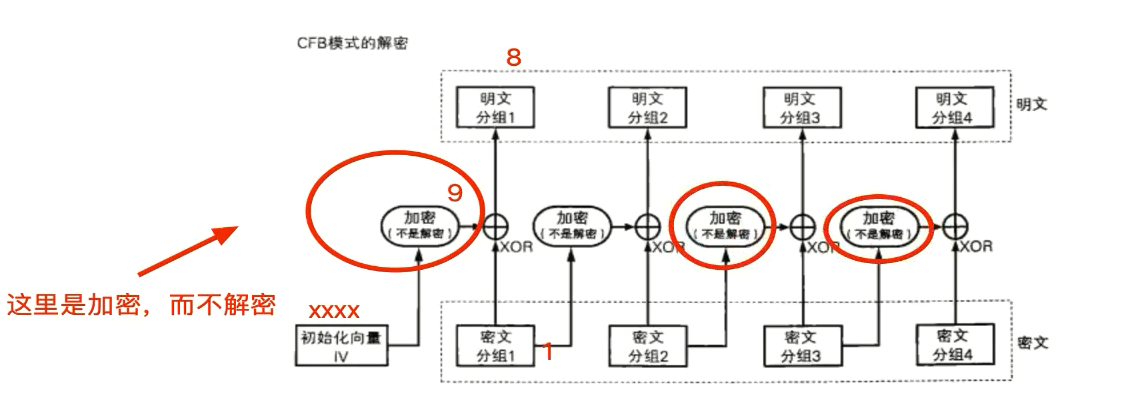 CFB模式的解密
8
明文
分组1
明文
分组2
明文
分组3
明文
分组4
明文
9
加密
(不是解密)
XOR
加密
(不是解密)
XOR
加密
(不是解密)
XOR
加密
(不是解密)
XOR
这里是加密，而不解密
xxxx
初始化向量
IV
密文
分组1
1
密文
分组2
密文
分组3
密文
分组4
密文